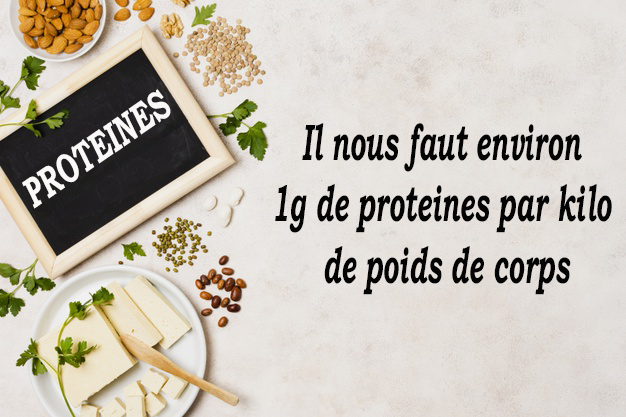 PROTEINES
Il nous faut environ
1g de proteines par kilo
de poids de corps